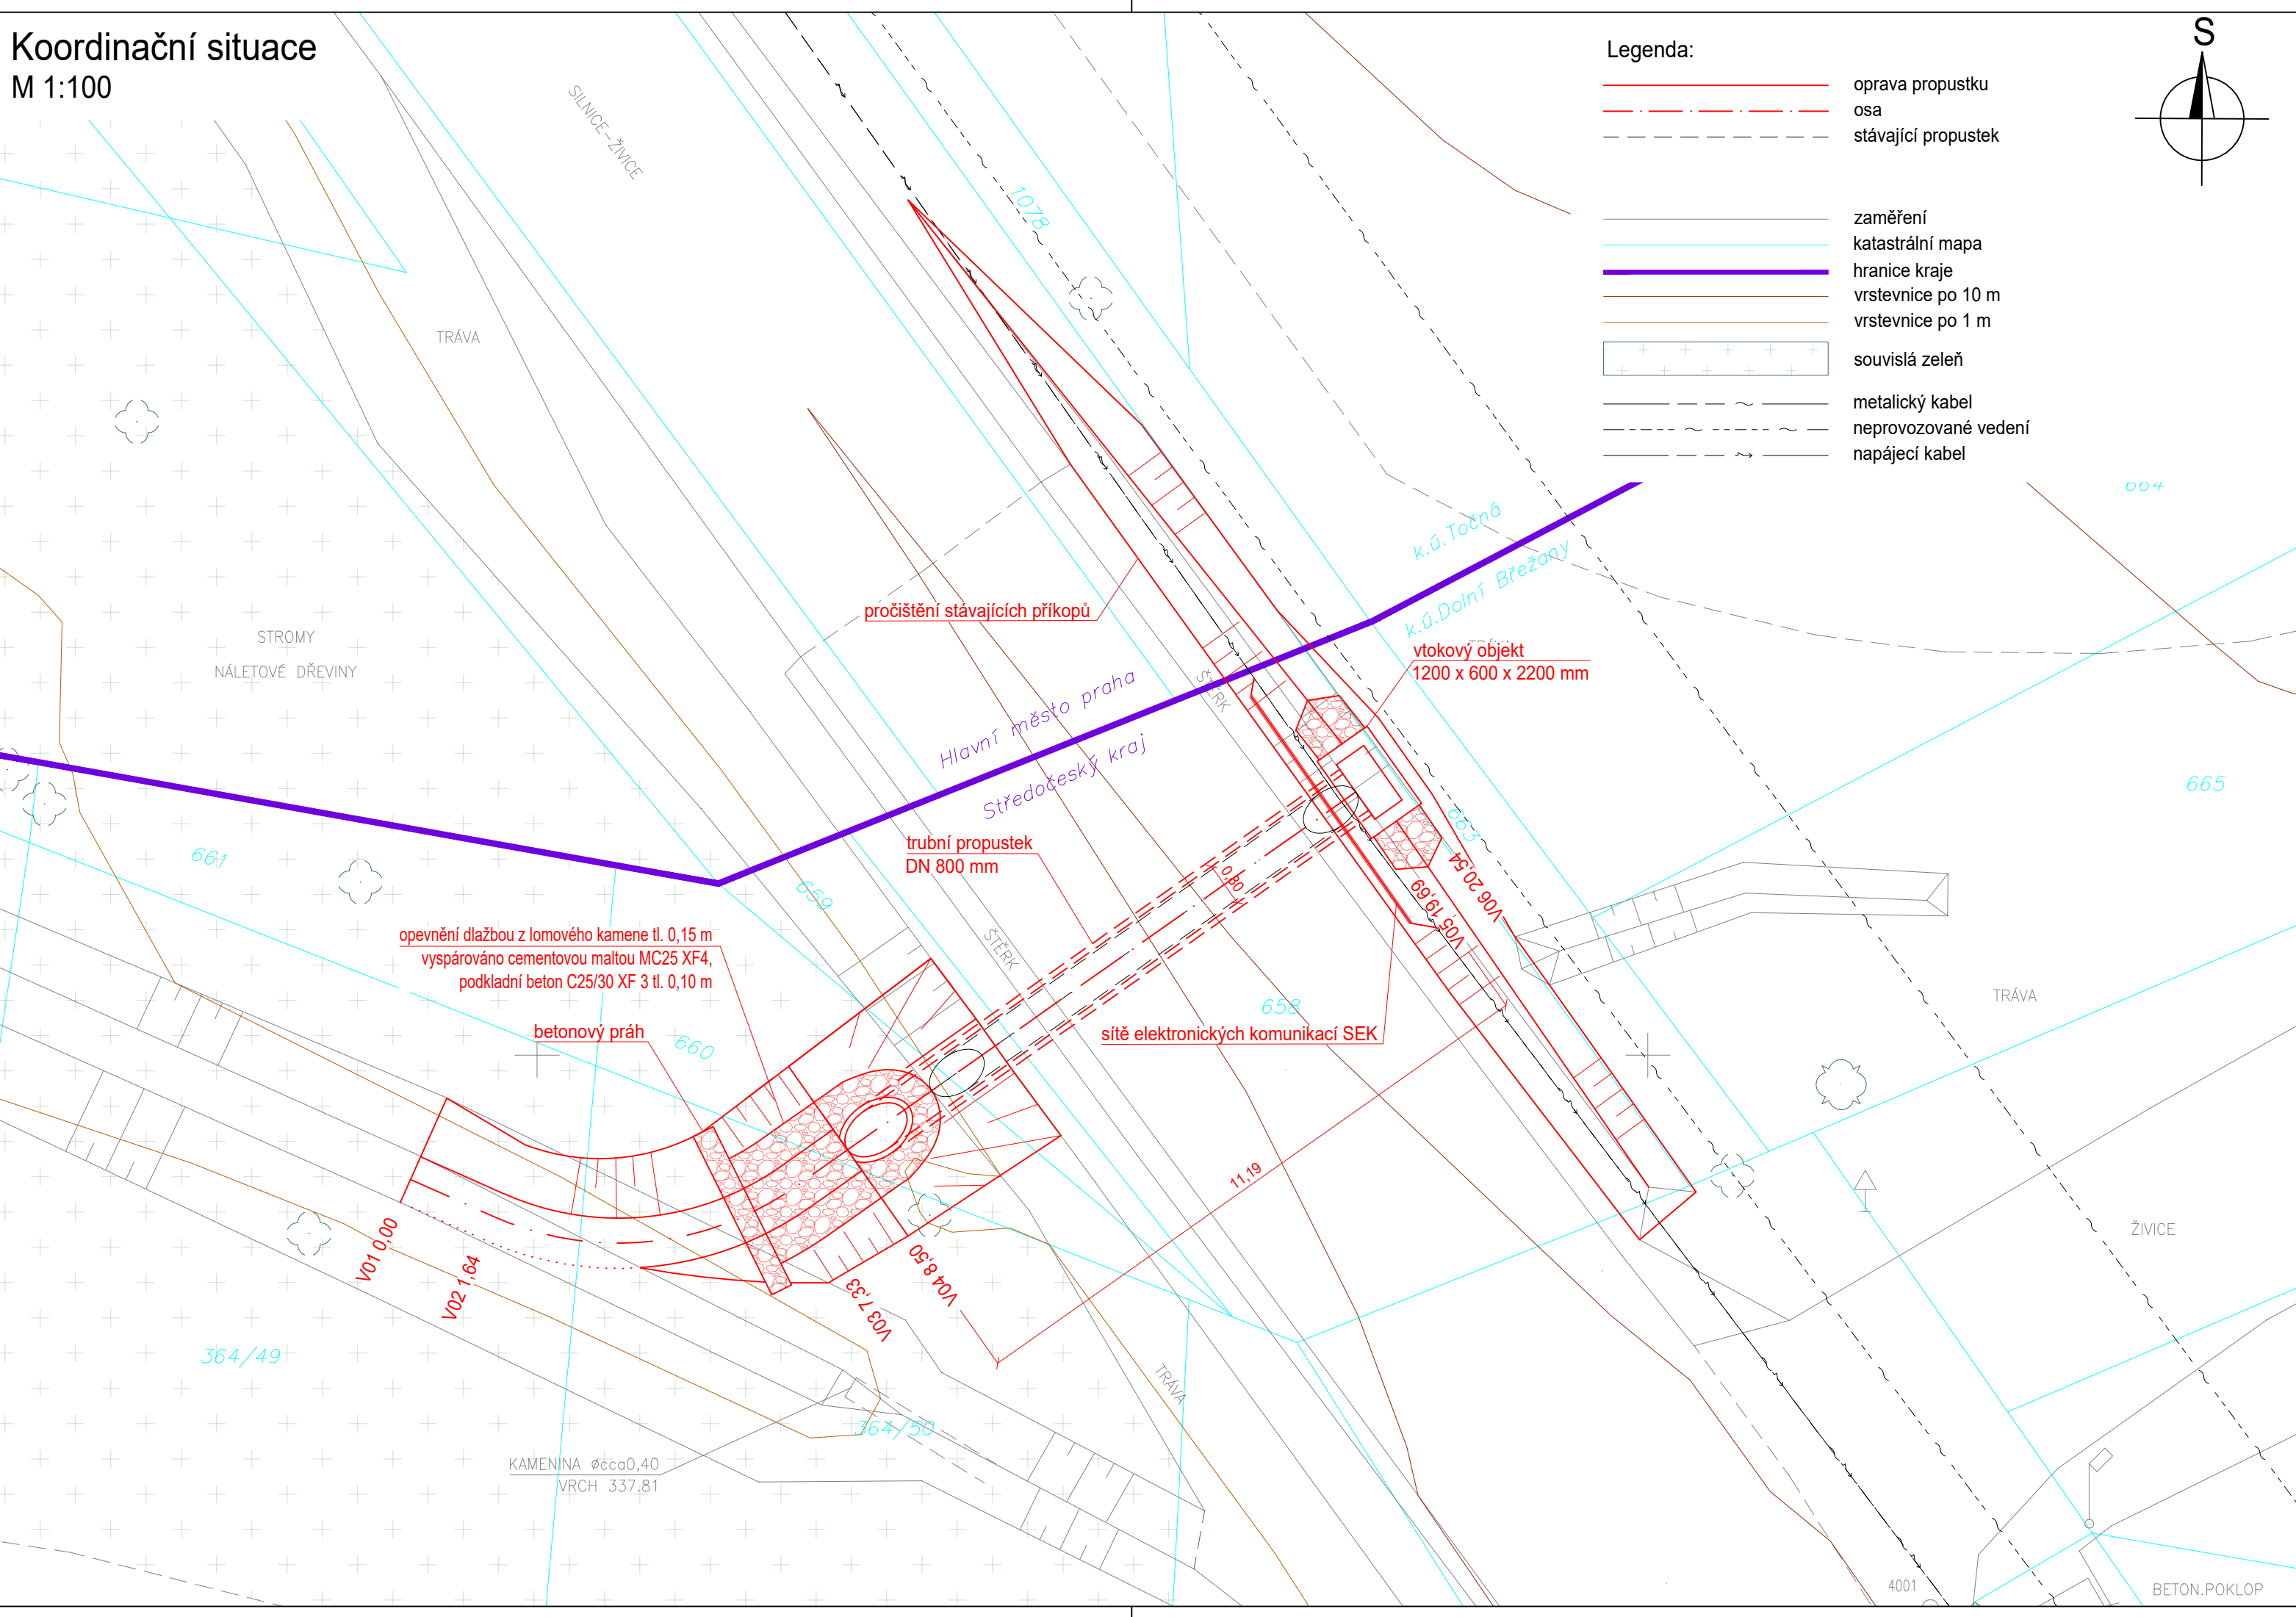 Koordinační situace
M 1:100
Legenda:
oprava propustku
osa
stávající propustek
zaměření
katastrální mapa
hranice kraje
vrstevnice po 10 m
vrstevnice po 1 m
souvislá zeleň
metalický kabel
neprovozované vedení
napájecí kabel
S
SILNICE-ŽIVICE
1078
TRÁVA
664
k.ú.Točná
k.ú.Dolní Břežany
pročištění stávajících příkopů
STROMY
NÁLETOVÉ DŘEVINY
vtokový objekt
1200 x 600 x 2200 mm
ŠTĚRK
Hlavní město praha
Středočeský kraj
665
663
661
659
trubní propustek
DN 800 mm
0,80
V06 20,54
V05 19,69
opevnění dlažbou z lomového kamene tl. 0,15 m
vyspárováno cementovou maltou MC25 XF4,
podkladní beton C25/30 XF 3 tl. 0,10 m
ŠTĚRK
658
TRÁVA
betonový práh
660
sítě elektronických komunikací SEK
11,19
V01 0,00
V02 1,64
V03 7,33
V04 8,50
ŽIVICE
364/49
TRÁVA
364/50
KAMENINA øcca0,40
VRCH 337.81
4001
BETON.POKLOP